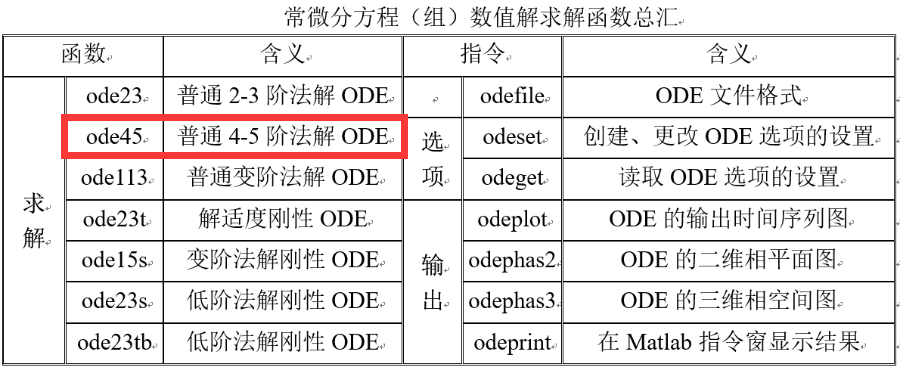 常微分方程（组）数值解求解函数总汇
函数 含义 指令 含义
ode23 普通 2-3 阶法解 ODE odefile ODE 文件格式
ode45 普通 4-5 阶法解 ODE 选项 odeset 创建、更改 ODE 选项的设置
ode113 普通变阶法解 ODE odeget 读取 ODE 选项的设置
求解 ode23t 解适度刚性 ODE odeplot ODE 的输出时间序列图
ode15s 变阶法解刚性 ODE 输出 odephas2 ODE 的二维相平面图
ode23s 低阶法解刚性 ODE odephas3 ODE 的三维相空间图
ode23tb 低阶法解刚性 ODE odeprint 在 Matlab 指令窗显示结果